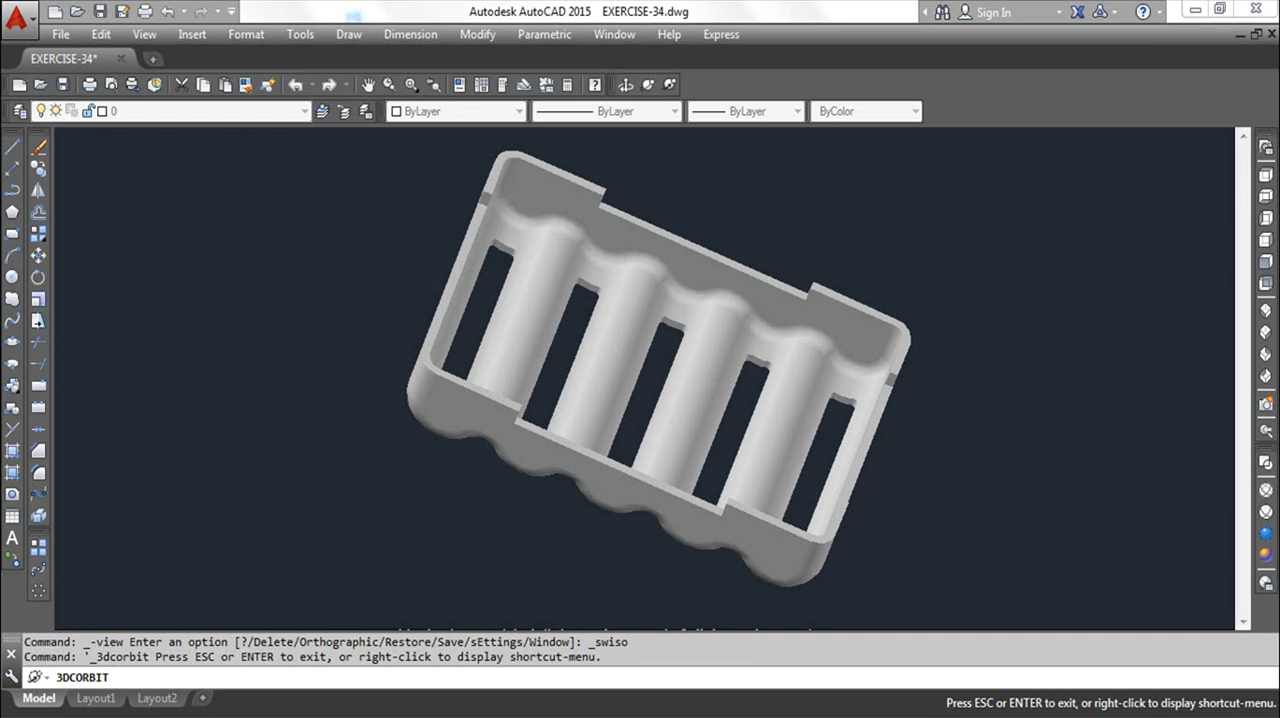 Autodesk AutoCAD 2015 EXERCISE-34.dwg
Sign In
File Edit View Insert Format Tools Draw Dimension Modify Parametric Window Help Express
EXERCISE-34*
0 ByLayer ByLayer ByLayer ByColor
Command: _-view Enter an option [?/Delete/Orthographic/Restore/Save/sEttings/Window]: _swiso
Command: '_3dcorbit Press ESC or ENTER to exit, or right-click to display shortcut-menu.
3DCORBIT
Model Layout1 Layout2
Press ESC or ENTER to exit, or right-click to display shortcut-menu.